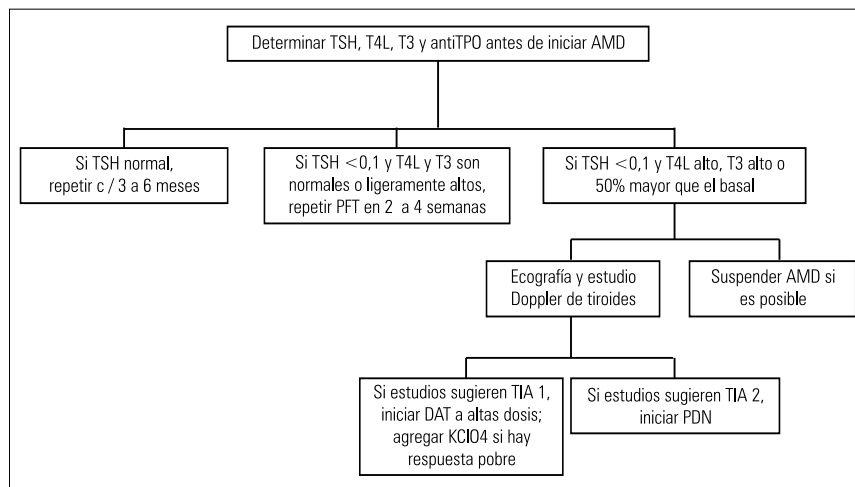 Determinar TSH, T4L, T3 y antiTPO antes de iniciar AMD
Si TSH normal,
repetir c / 3 a 6 meses
Si TSH <0,1 y T4L y T3 son
normales o ligeramente altos,
repetir PFT en 2 a 4 semanas
Si TSH <0,1 y T4L alto, T3 alto o
50% mayor que el basal
Ecografía y estudio
Doppler de tiroides
Suspender AMD si
es posible
Si estudios sugieren TIA 1,
iniciar DAT a altas dosis;
agregar KClO4 si hay
respuesta pobre
Si estudios sugieren TIA 2,
iniciar PDN